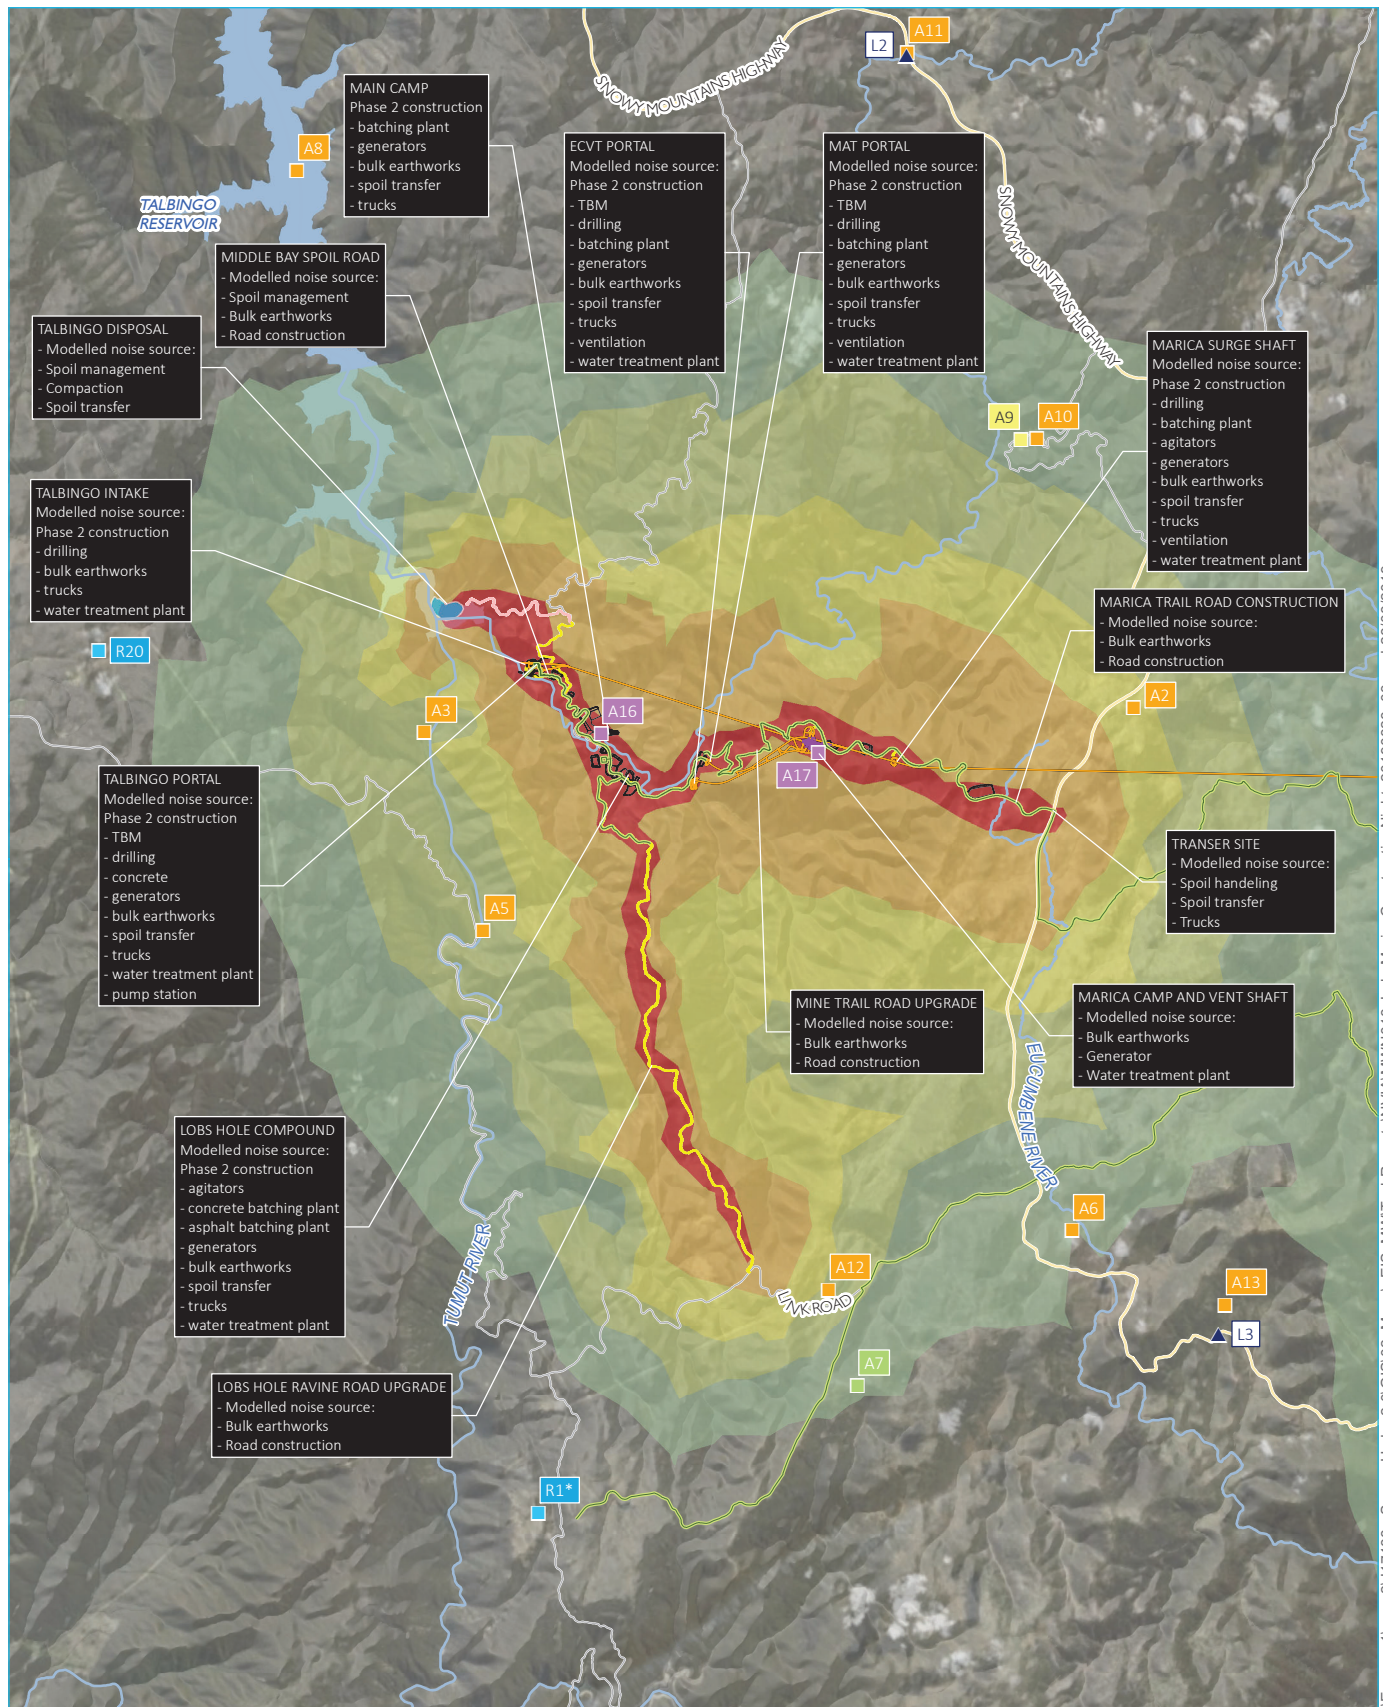 A11
L2
SNOWY MOUNTAINS HIGHWAY
MAIN CAMP
Phase 2 construction
- batching plant
- generators
- bulk earthworks
- spoil transfer
- trucks
A8
TALBINGO
RESERVOIR
ECVT PORTAL
Modelled noise source:
Phase 2 construction
- TBM
- drilling
- batching plant
- generators
- bulk earthworks
- spoil transfer
- trucks
- ventilation
- water treatment plant
MAT PORTAL
Modelled noise source:
Phase 2 construction
- TBM
- drilling
- batching plant
- generators
- bulk earthworks
- spoil transfer
- trucks
- ventilation
- water treatment plant
SNOWY MOUNTAINS HIGHWAY
MIDDLE BAY SPOIL ROAD
- Modelled noise source:
- Spoil management
- Bulk earthworks
- Road construction
TALBINGO DISPOSAL
- Modelled noise source:
- Spoil management
- Compaction
- Spoil transfer
MARICA SURGE SHAFT
Modelled noise source:
Phase 2 construction
- drilling
- batching plant
- agitators
- generators
- bulk earthworks
- spoil transfer
- trucks
- ventilation
- water treatment plant
A9
A10
TALBINGO INTAKE
Modelled noise source:
Phase 2 construction
- drilling
- bulk earthworks
- trucks
- water treatment plant
R20
MARICA TRAIL ROAD CONSTRUCTION
- Modelled noise source:
- Bulk earthworks
- Road construction
A2
A3
A16
A17
TALBINGO PORTAL
Modelled noise source:
Phase 2 construction
- TBM
- drilling
- concrete
- generators
- bulk earthworks
- spoil transfer
- trucks
- water treatment plant
- pump station
TRANSER SITE
- Modelled noise source:
- Spoil handeling
- Spoil transfer
- Trucks
A5
MINE TRAIL ROAD UPGRADE
- Modelled noise source:
- Bulk earthworks
- Road construction
MARICA CAMP AND VENT SHAFT
- Modelled noise source:
- Bulk earthworks
- Generator
- Water treatment plant
EUCUMBENE RIVER
LOBS HOLE COMPOUND
Modelled noise source:
Phase 2 construction
- agitators
- concrete batching plant
- asphalt batching plant
- generators
- bulk earthworks
- spoil transfer
- trucks
- water treatment plant
TUMUT RIVER
A6
A12
LINK ROAD
A13
L3
A7
LOBS HOLE RAVINE ROAD UPGRADE
- Modelled noise source:
- Bulk earthworks
- Road construction
R1*